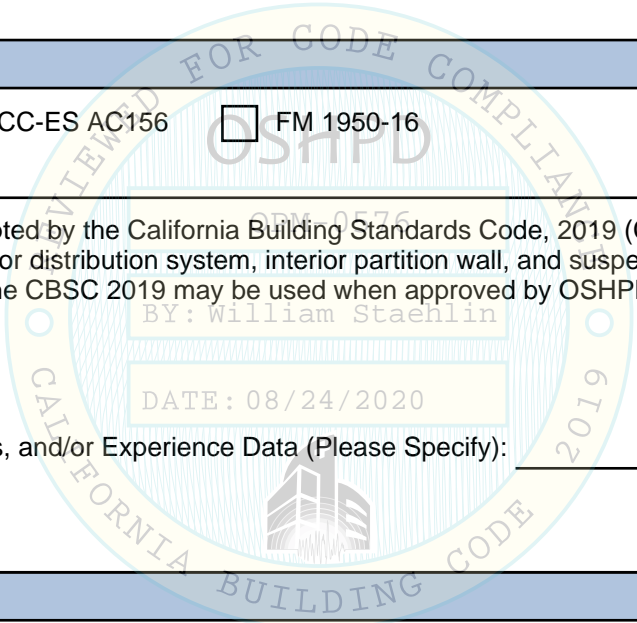 CC-ES AC156 FM 1950-16
oted by the California Building Standards Code, 2019 (
or distribution system, interior partition wall, and suspe
he CBSC 2019 may be used when approved by OSHP
s, and/or Experience Data (Please Specify):
REVIEWED FOR CODE COMPLIANCE
OSHPD
OPM-0576
BY: William Staehlin
DATE: 08/24/2020
CALIFORNIA BUILDING CODE 2019